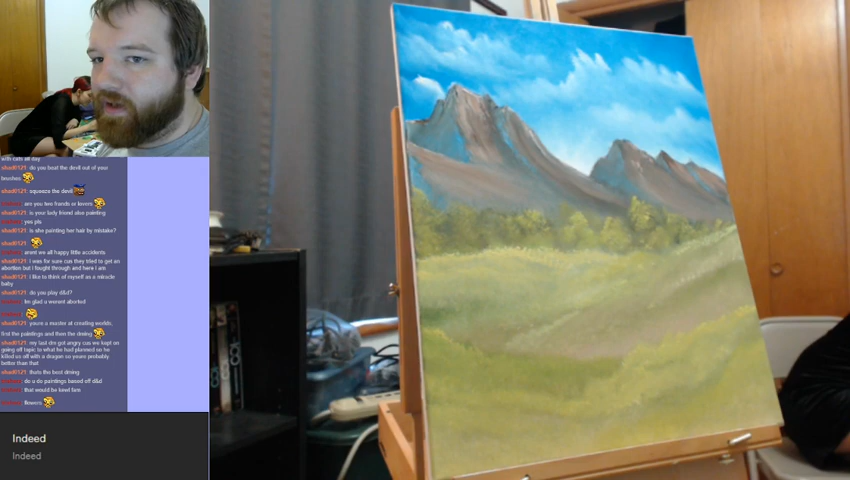 with cats all day
shad0121: do you beat the devil out of your
brushes
shad0121: squeeze the devil
: are you two friends or lovers
shad0121: is your lady friend also painting
: yes pls
shad0121: is she painting her hair by mistake?
shad0121:
: arent we all happy little accidents
shad0121: i was for sure cus they tried to get an
abortion but i fought through and here i am
shad0121: i like to think of myself as a miracle
baby
shad0121: do you play d&d?
: Im glad u werent aborted
shad0121: youre a master at creating worlds,
first the paintings and then the dming
shad0121: my last dm got angry cus we kept on
going off topic to what he had planned so he
killed us off with a dragon so youre probably
better than that
shad0121: thats the best dming
: do u do paintings based off d&d
: that would be kewl fam
: flowers
Indeed
Indeed